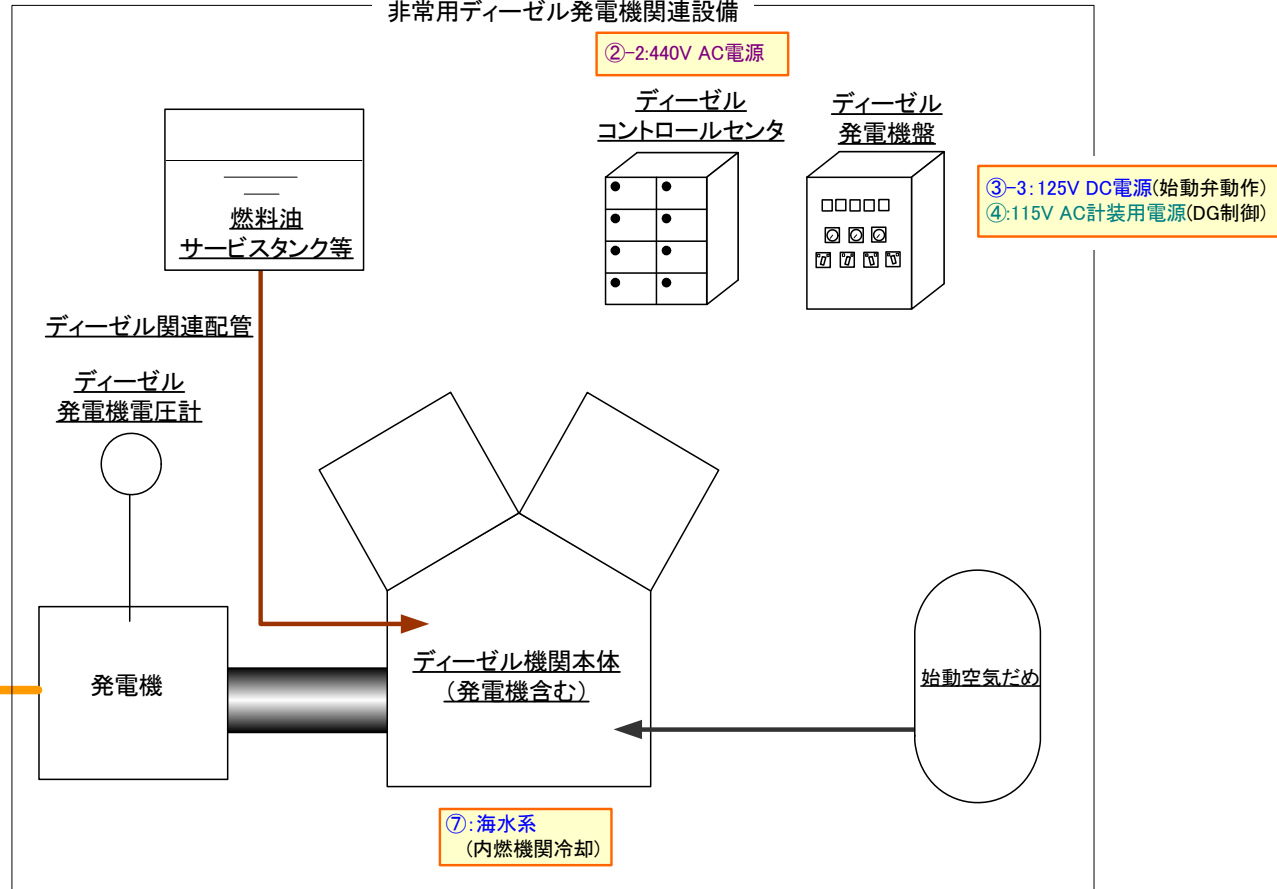 非常用ディーゼル発電機関連設備
②-2:440V AC電源
ディーゼル
コントロールセンタ
ディーゼル
発電機盤
③-3:125V DC電源(始動弁動作)
④:115V AC計装用電源(DG制御)
燃料油
サービスタンク等
ディーゼル関連配管
ディーゼル
発電機電圧計
発電機
ディーゼル機関本体
(発電機含む)
始動空気だめ
⑦:海水系
(内燃機関冷却)